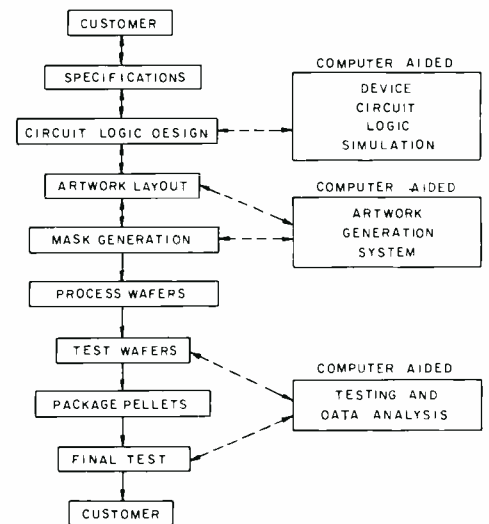 CUSTOMER
SPECIFICATIONS
CIRCUIT LOGIC DESIGN
ARTWORK LAYOUT
MASK GENERATION
PROCESS WAFERS
TEST WAFERS
PACKAGE PELLETS
FINAL TEST
CUSTOMER
COMPUTER AIDED
DEVICE
CIRCUIT
LOGIC
SIMULATION
COMPUTER AIDED
ARTWORK
GENERATION
SYSTEM
COMPUTER AIDED
TESTING AND
DATA ANALYSIS